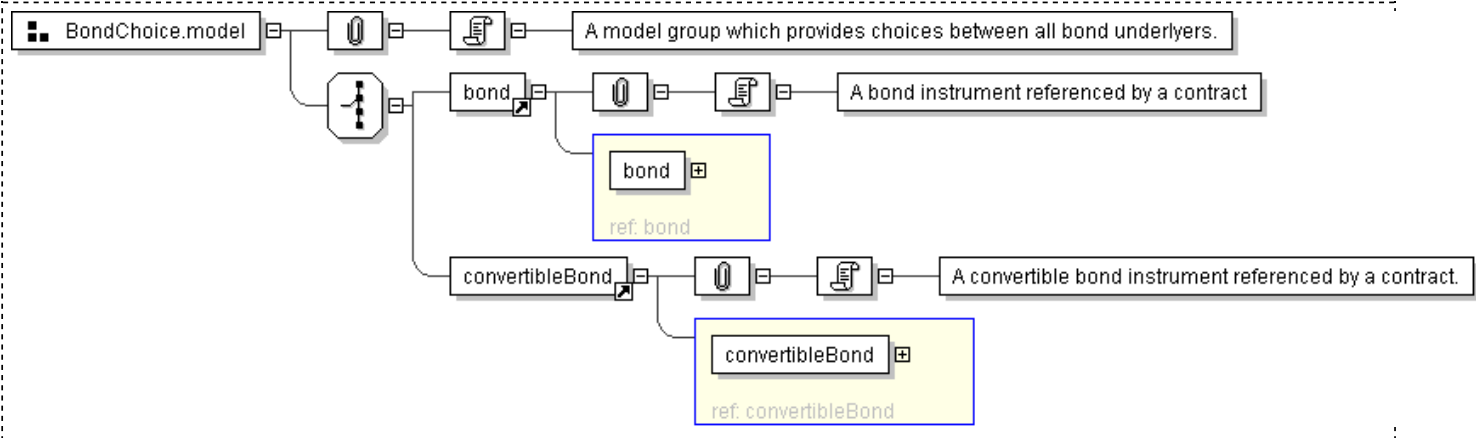 BondChoice.model
A model group which provides choices between all bond underlyers.
bond
A bond instrument referenced by a contract
bond
ref: bond
convertibleBond
A convertible bond instrument referenced by a contract.
convertibleBond
ref: convertibleBond